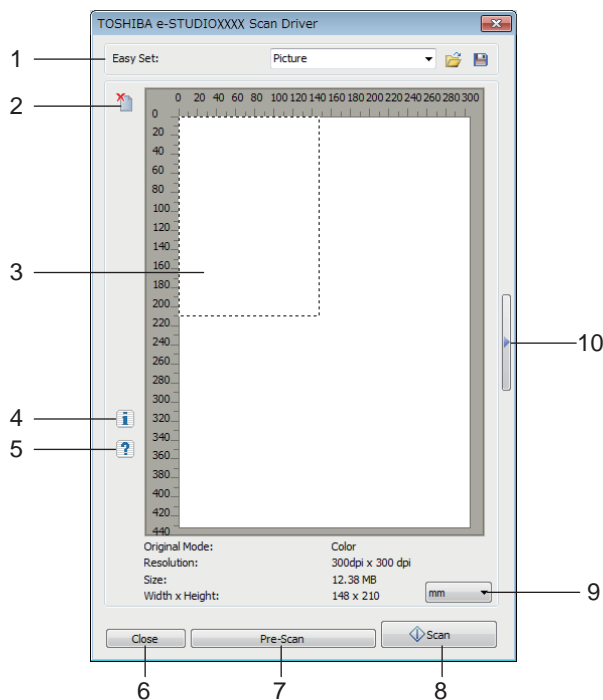 TOSHIBA e-STUDIOXXXX Scan Driver
1
Easy Set:
Picture
2
0 20 40 60 80 100 120 140 160 180 200 220 240 260 280 300
0
20
40
60
80
100
120
140
3
160
180
200
220
240
10
260
280
300
4
i
320
340
5
?
360
380
400
420
440
Original Mode: Color
Resolution: 300dpi x 300 dpi
Size: 12.38 MB
Width x Height: 148 x 210
mm
9
Close
Pre-Scan
Scan
6
7
8